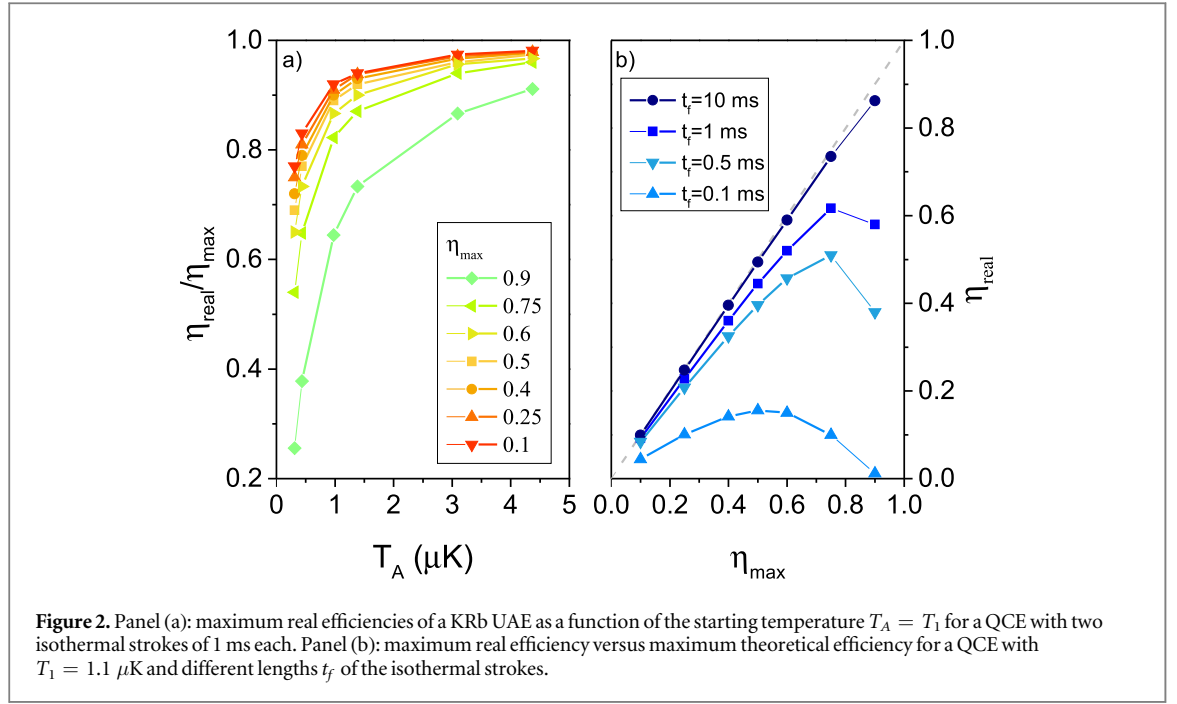 a)
1.0
0.8
0.6
0.4
0.2
η_real/η_max
0 1 2 3 4 5
T_A (μK)
η_max
0.9
0.75
0.6
0.5
0.4
0.25
0.1
b)
t_f=10 ms
t_f=1 ms
t_f=0.5 ms
t_f=0.1 ms
1.0
0.8
0.6
0.4
0.2
0.0
η_real
0.0 0.2 0.4 0.6 0.8 1.0
η_max
Figure 2. Panel (a): maximum real efficiencies of a KRb UAE as a function of the starting temperature T_A = T_1 for a QCE with two
isothermal strokes of 1 ms each. Panel (b): maximum real efficiency versus maximum theoretical efficiency for a QCE with
T_1 = 1.1 μK and different lengths t_f of the isothermal strokes.